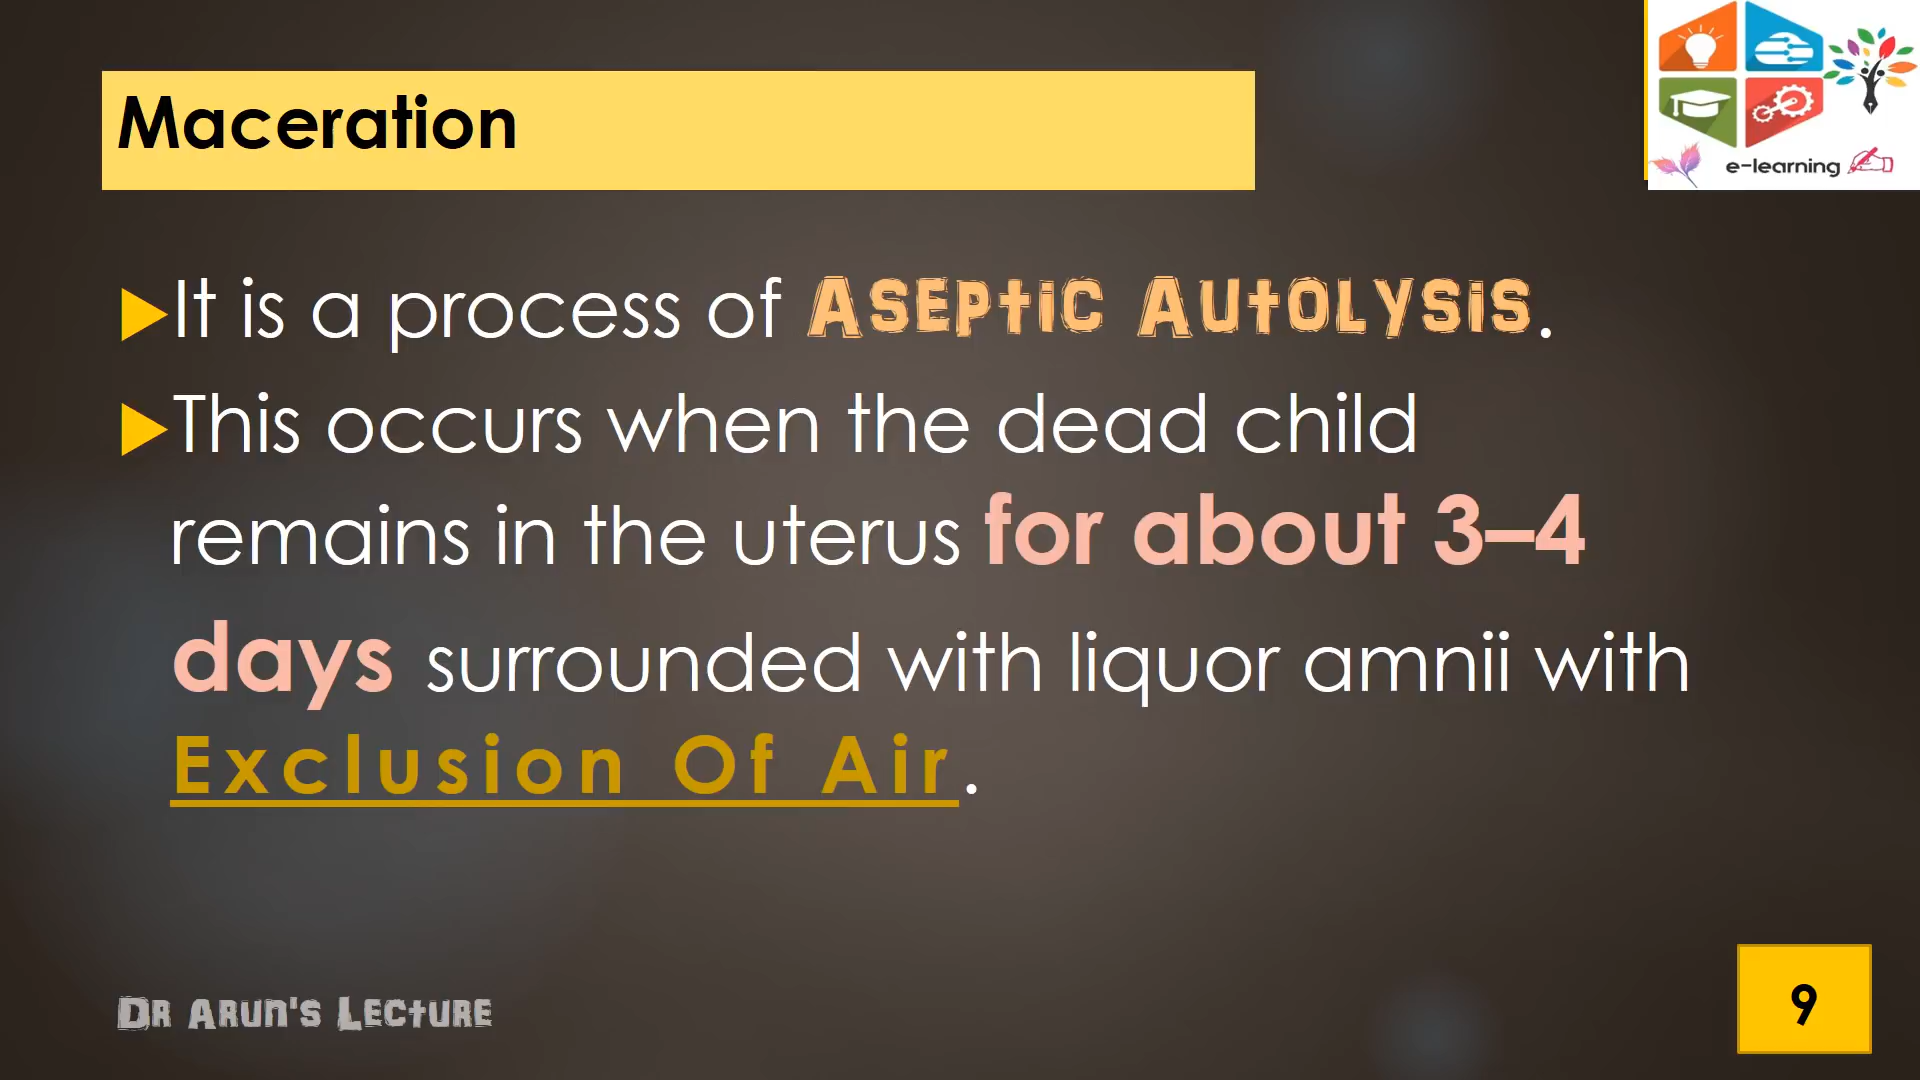 Maceration
e-learning
It is a process of Aseptic Autolysis.
This occurs when the dead child
remains in the uterus for about 3–4
days surrounded with liquor amnii with
Exclusion Of Air.
Dr Arun's Lecture
9